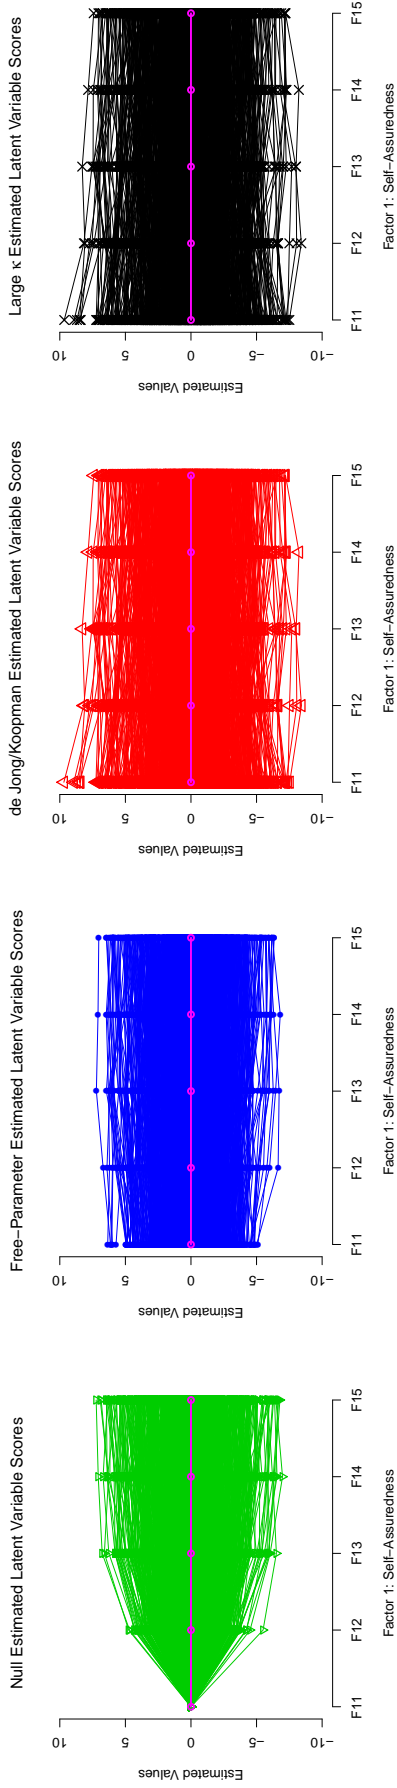 Null Estimated Latent Variable Scores
Estimated Values
10
5
0
−5
−10
F11
F12
F13
F14
F15
Factor 1: Self−Assuredness
Free−Parameter Estimated Latent Variable Scores
Estimated Values
10
5
0
−5
−10
F11
F12
F13
F14
F15
Factor 1: Self−Assuredness
de Jong/Koopman Estimated Latent Variable Scores
Estimated Values
10
5
0
−5
−10
F11
F12
F13
F14
F15
Factor 1: Self−Assuredness
Large κ Estimated Latent Variable Scores
Estimated Values
10
5
0
−5
−10
F11
F12
F13
F14
F15
Factor 1: Self−Assuredness